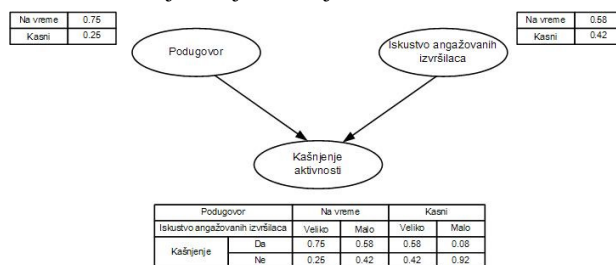 Na vreme 0.75
Kasni 0.25
Podugovor
Iskustvo angažovanih
izvršilaca
Na vreme 0.58
Kasni 0.42
Kašnjenje
aktivnosti
Podugovor Na vreme Kasni
Iskustvo angažovanih izvršilaca Veliko Malo Veliko Malo
Kašnjenje Da 0.75 0.58 0.58 0.08
Ne 0.25 0.42 0.42 0.92